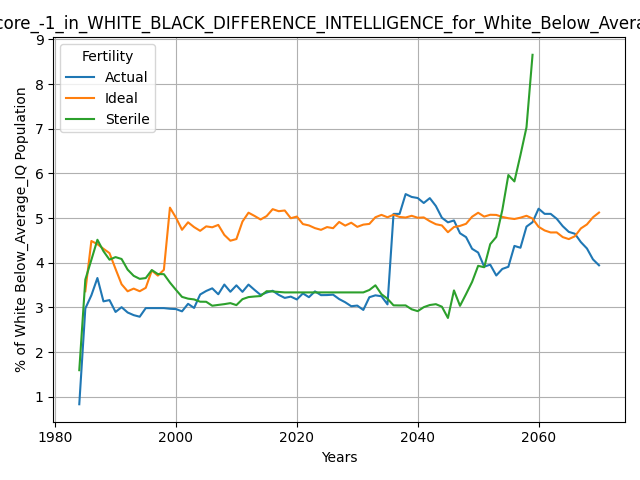 core_-1_in_WHITE_BLACK_DIFFERENCE_INTELLIGENCE_for_White_Below_Avera
Fertility
Actual
Ideal
Sterile
% of White Below_Average_IQ Population
9
8
7
6
5
4
3
2
1
1980 2000 2020 2040 2060
Years